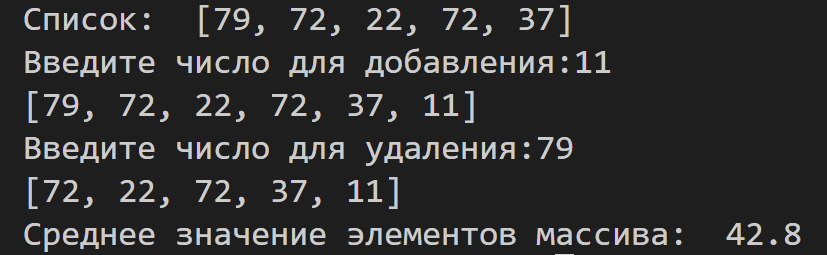 Список:  [79, 72, 22, 72, 37]
Введите число для добавления:11
[79, 72, 22, 72, 37, 11]
Введите число для удаления:79
[72, 22, 72, 37, 11]
Среднее значение элементов массива:  42.8